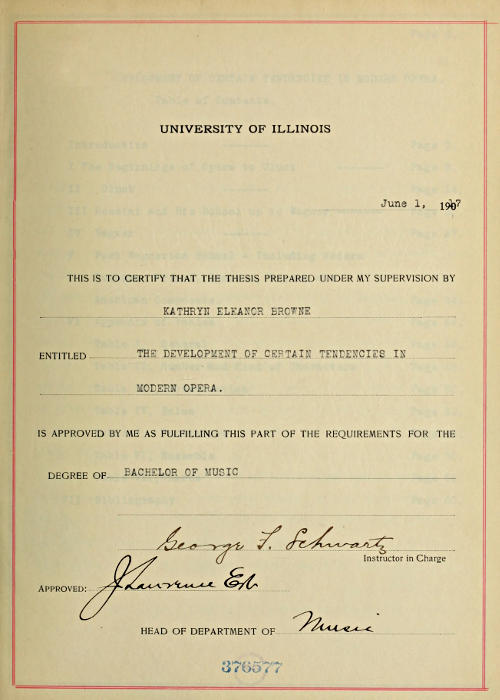 UNIVERSITY OF ILLINOIS
June 1, 1917
THIS IS TO CERTIFY THAT THE THESIS PREPARED UNDER MY SUPERVISION BY
KATHRYN ELEANOR BROWNE
ENTITLED THE DEVELOPMENT OF CERTAIN TENDENCIES IN
MODERN OPERA.
IS APPROVED BY ME AS FULFILLING THIS PART OF THE REQUIREMENTS FOR THE
DEGREE OF BACHELOR OF MUSIC
George F. Schwartz
Instructor in Charge
APPROVED: J Lawrence Erb
HEAD OF DEPARTMENT OF Music
376577